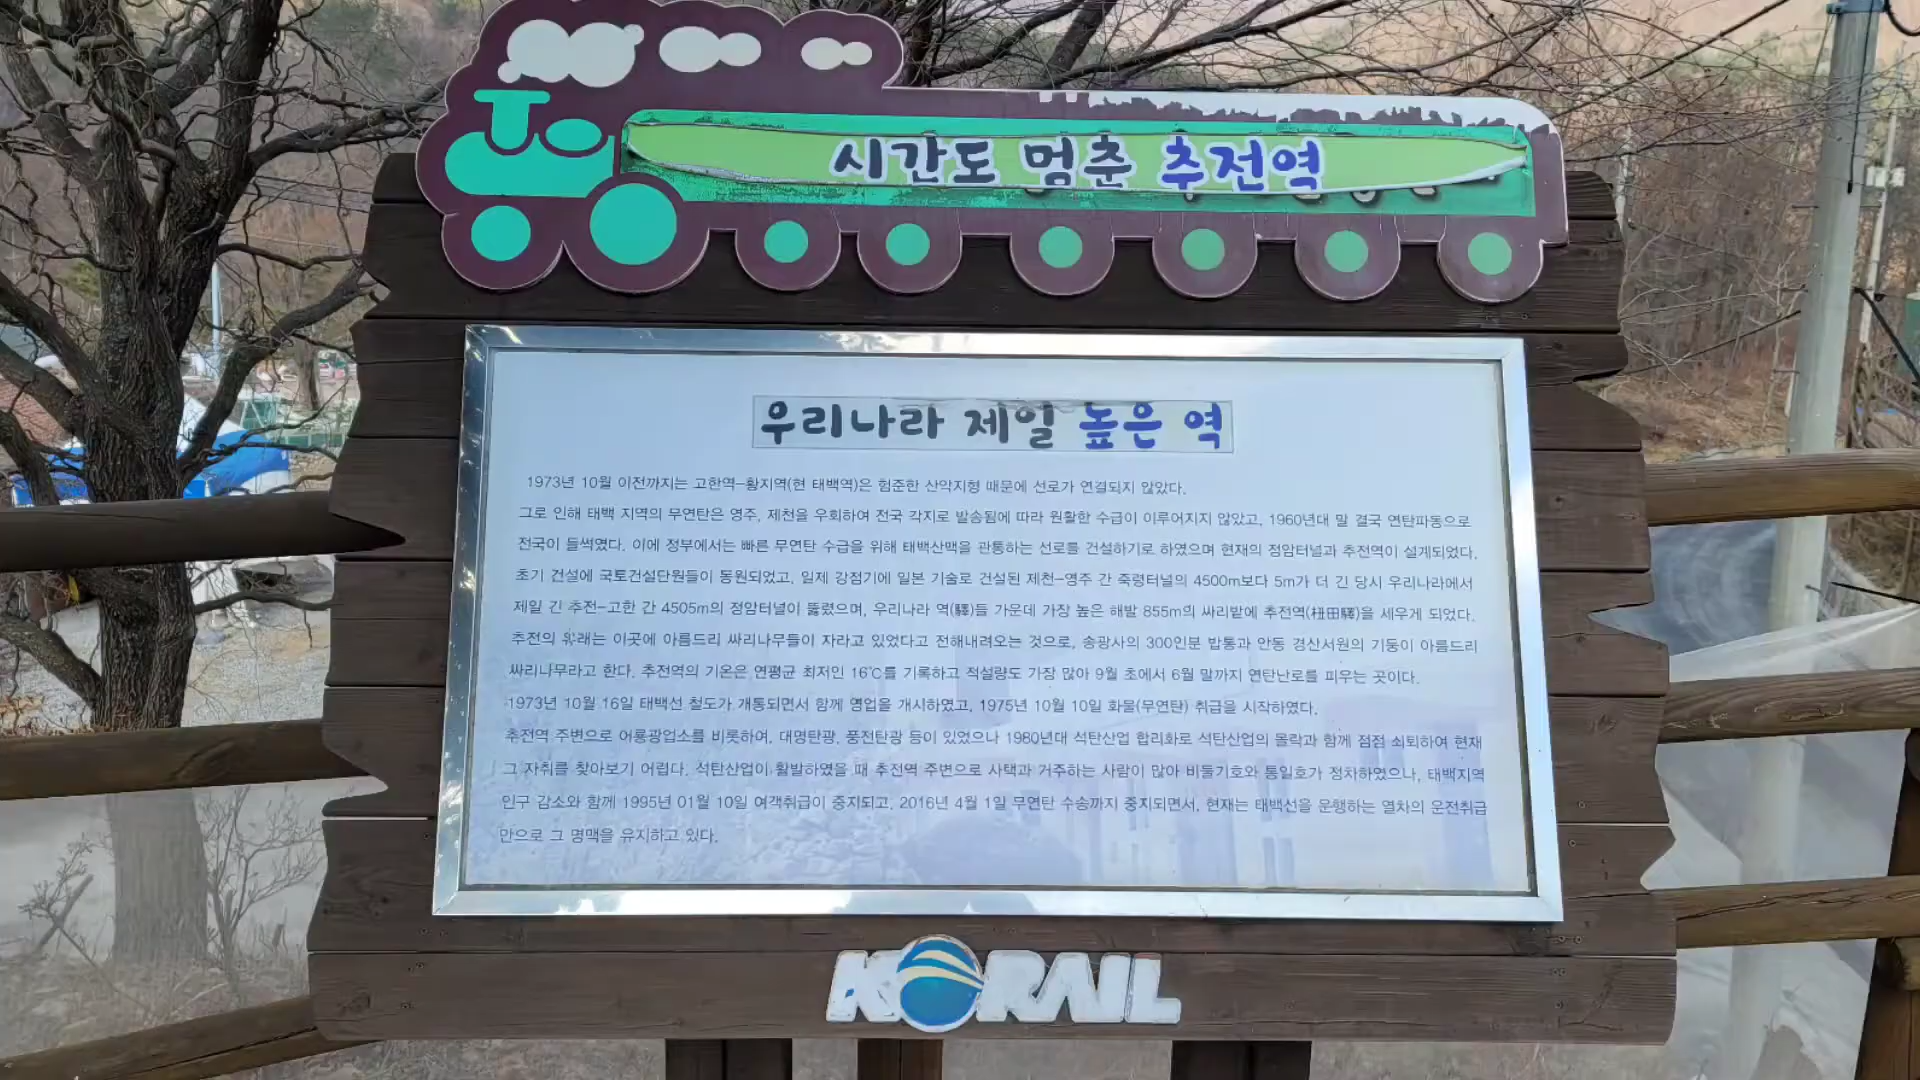 시간도 멈춘 추전역
우리나라 제일 높은 역
1973년 10월 이전까지는 고한역-황지역(현 태백역)은 험준한 산악지형 때문에 선로가 연결되지 않았다.
그로 인해 태백 지역의 무연탄은 영주, 제천을 우회하여 전국 각지로 발송됨에 따라 원활한 수급이 이루어지지 않았고, 1960년대 말 결국 연탄파동으로
전국이 들썩였다. 이에 정부에서는 빠른 무연탄 수급을 위해 태백산맥을 관통하는 선로를 건설하기로 하였으며 현재의 정암터널과 추전역이 설계되었다.
초기 건설에 국토건설단원들이 동원되었고, 일제 강점기에 일본 기술로 건설된 제천-영주 간 죽령터널의 4500m보다 5m가 더 긴 당시 우리나라에서
제일 긴 추전-고한 간 4505m의 정암터널이 뚫렸으며, 우리나라 역(驛)들 가운데 가장 높은 해발 855m의 싸리밭에 추전역(杻田驛)을 세우게 되었다.
추전의 유래는 이곳에 아름드리 싸리나무들이 자라고 있었다고 전해내려오는 것으로, 송광사의 300인분 밥통과 안동 경산서원의 기둥이 아름드리
싸리나무라고 한다. 추전역의 기온은 연평균 최저인 16℃를 기록하고 적설량도 가장 많아 9월 초에서 6월 말까지 연탄난로를 피우는 곳이다.
1973년 10월 16일 태백선 철도가 개통되면서 함께 영업을 개시하였고, 1975년 10월 10일 화물(무연탄) 취급을 시작하였다.
추전역 주변으로 어룡광업소를 비롯하여, 대명탄광, 풍전탄광 등이 있었으나 1980년대 석탄산업 합리화로 석탄산업의 몰락과 함께 점점 쇠퇴하여 현재
그 자취를 찾아보기 어렵다. 석탄산업이 활발하였을 때 추전역 주변으로 사택과 거주하는 사람이 많아 비둘기호와 통일호가 정차하였으나, 태백지역
인구 감소와 함께 1995년 01월 10일 여객취급이 중지되고, 2016년 4월 1일 무연탄 수송까지 중지되면서, 현재는 태백선을 운행하는 열차의 운전취급
만으로 그 명맥을 유지하고 있다.
KORAIL